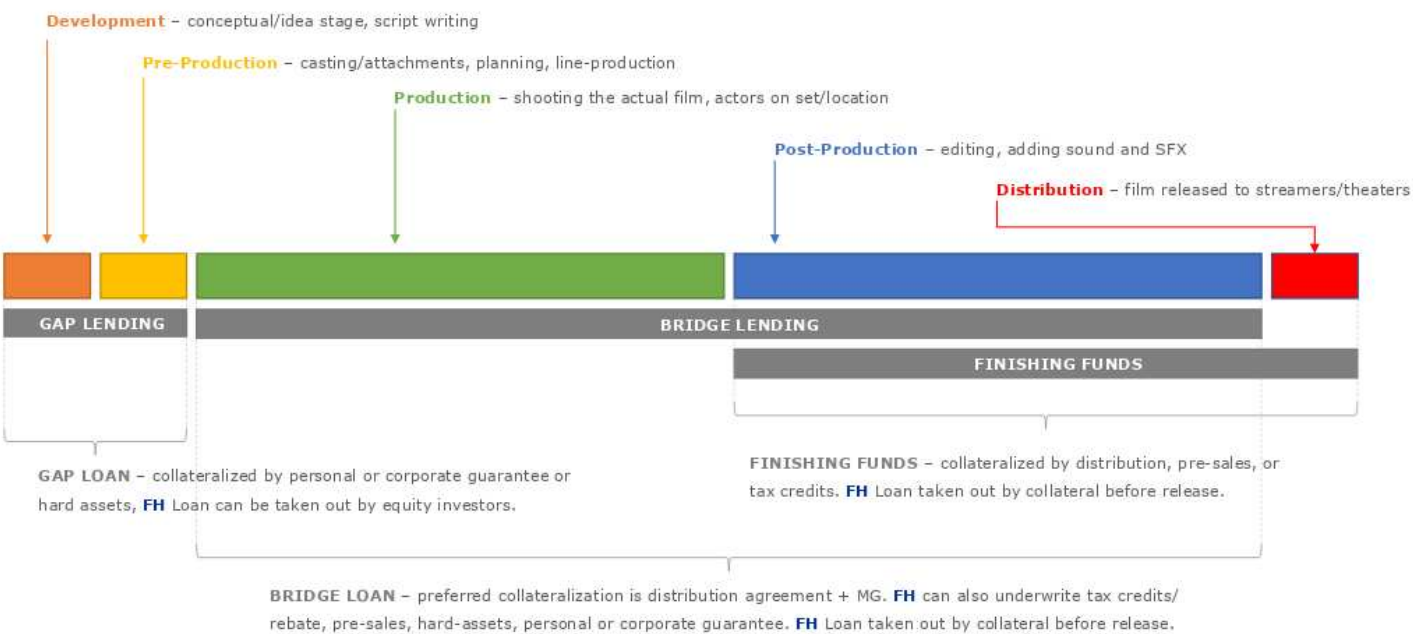 Development – conceptual/idea stage, script writing
Pre-Production – casting/attachments, planning, line-production
Production – shooting the actual film, actors on set/location
Post-Production – editing, adding sound and SFX
Distribution – film released to streamers/theaters
GAP LENDING
BRIDGE LENDING
FINISHING FUNDS
GAP LOAN – collateralized by personal or corporate guarantee or
hard assets, FH Loan can be taken out by equity investors.
FINISHING FUNDS – collateralized by distribution, pre-sales, or
tax credits. FH Loan taken out by collateral before release.
BRIDGE LOAN – preferred collateralization is distribution agreement + MG. FH can also underwrite tax credits/
rebate, pre-sales, hard-assets, personal or corporate guarantee. FH Loan taken out by collateral before release.